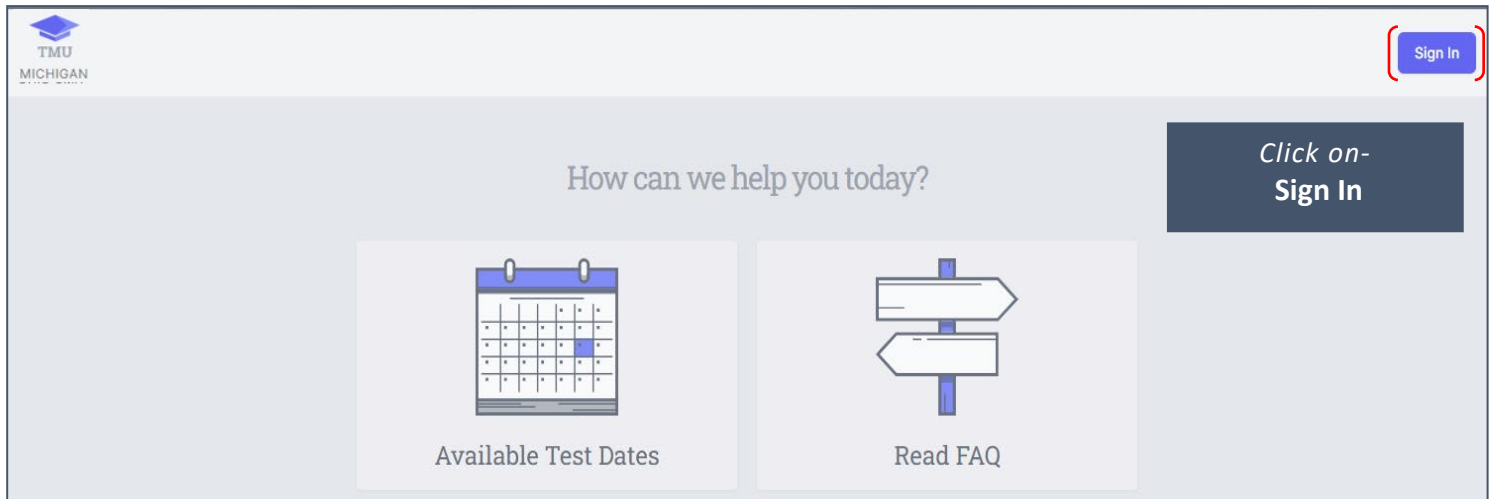 TMU
MICHIGAN
Sign In
How can we help you today?
Click on-
Sign In
Available Test Dates
Read FAQ